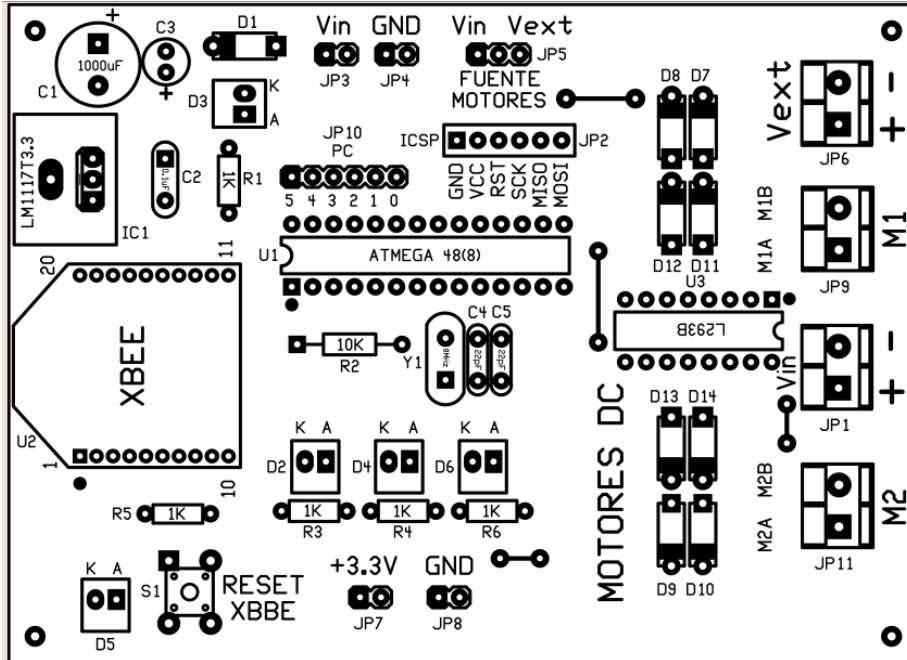 +
C3
D1
Vin GND
Vin Vext
1000uF
C1
+
JP3
JP4
JP5
FUENTE
MOTORES
D3
K
A
D8 D7
Vext
-
+
JP6
LM1117T3.3
IC1
0.1uF
C2
1K
R1
JP10
PC
5 4 3 2 1 0
ICSP
JP2
GND
VCC
RST
SCK
MISO
MOSI
D12 D11
M1A M1B
M1
JP9
U1
ATMEGA 48(8)
U3
L293B
20
11
XBEE
U2
1
10
10K
R2
Y1
8MHz
C4 C5
22pF
22pF
Vin
-
+
JP1
D13 D14
MOTORES DC
K A
D2
K A
D4
K A
D6
1K
R3
1K
R4
1K
R6
R5
1K
M2A M2B
M2
JP11
D9 D10
K A
D5
S1
RESET
XBBE
+3.3V
JP7
GND
JP8